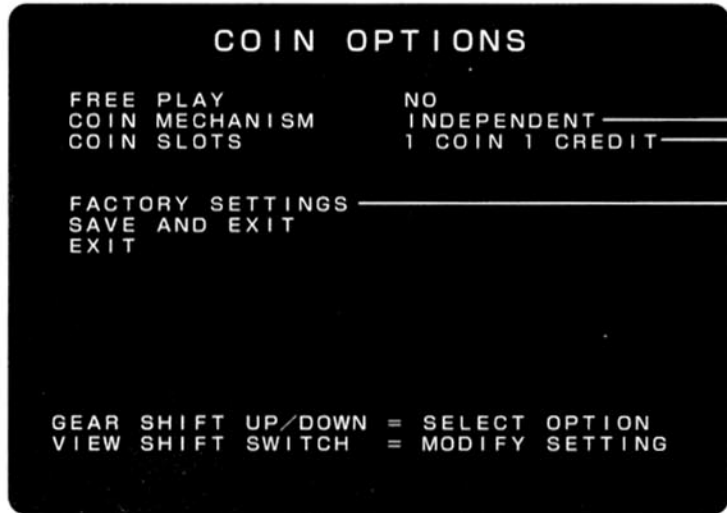 COIN OPTIONS
FREE PLAY NO
COIN MECHANISM INDEPENDENT
COIN SLOTS 1 COIN 1 CREDIT
FACTORY SETTINGS
SAVE AND EXIT
EXIT
GEAR SHIFT UP/DOWN = SELECT OPTION
VIEW SHIFT SWITCH = MODIFY SETTING